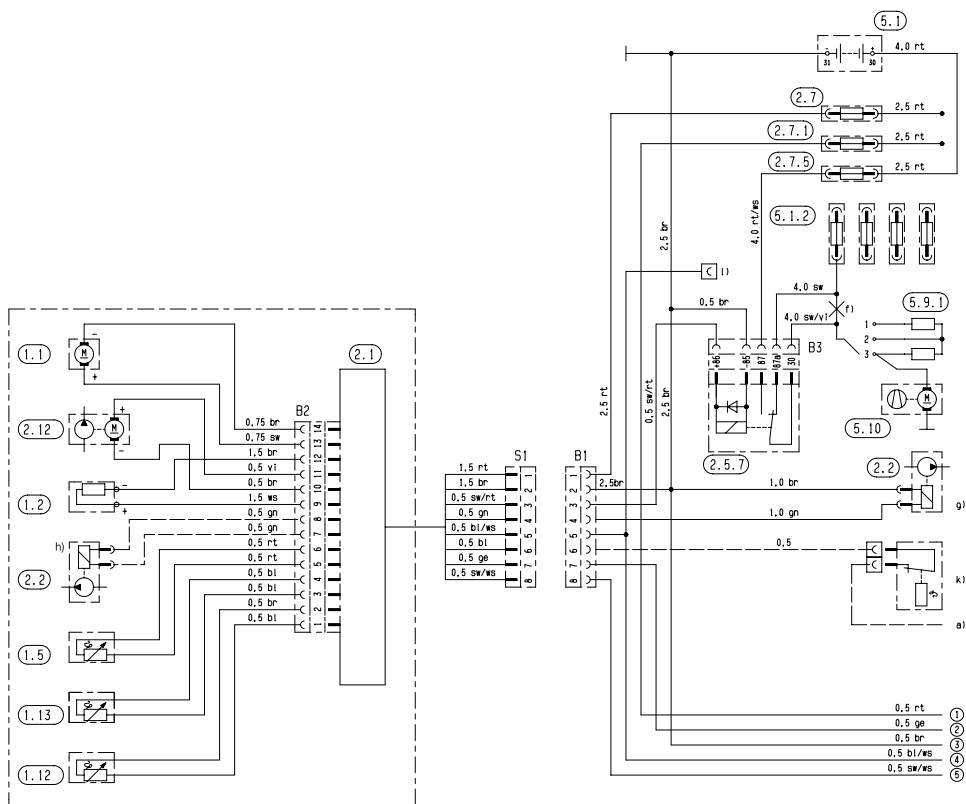 5.1
- +
31 30
4,0 rt
2.7
2,5 rt
2.7.1
2,5 rt
2.7.5
2,5 rt
5.1.2
2,5 br
4,0 rt/ws
C l)
4,0 sw
f)
0,5 br
4,0 sw/vi
5.9.1
1
2
3
B3
+86 -85 87 87a 30
M
5.10
2.5.7
1.1
-
M
+
2.1
2.12
+
M
-
B2
0,75 br 14
0,75 sw 13
1,5 br 12
0,5 vi 11
0,5 br 10
1,5 ws 9
0,5 gn 8
0,5 gn 7
0,5 rt 6
0,5 rt 5
0,5 bl 4
0,5 bl 3
0,5 br 2
0,5 bl 1
1.2
-
+
h)
2.2
1.5
1.13
1.12
2,5 rt
0,5 sw/rt
2,5 br
S1
B1
1,5 rt 1 1
1,5 br 2 2 2,5br
0,5 sw/rt 3 3
0,5 gn 4 4
0,5 bl/ws 5 5
0,5 bl 6 6
0,5 ge 7 7
0,5 sw/ws 8 8
2.2
1,0 br
g)
1,0 gn
0,5
C
C
k)
a)
0,5 rt 1
0,5 ge 2
0,5 br 3
0,5 bl/ws 4
0,5 sw/ws 5